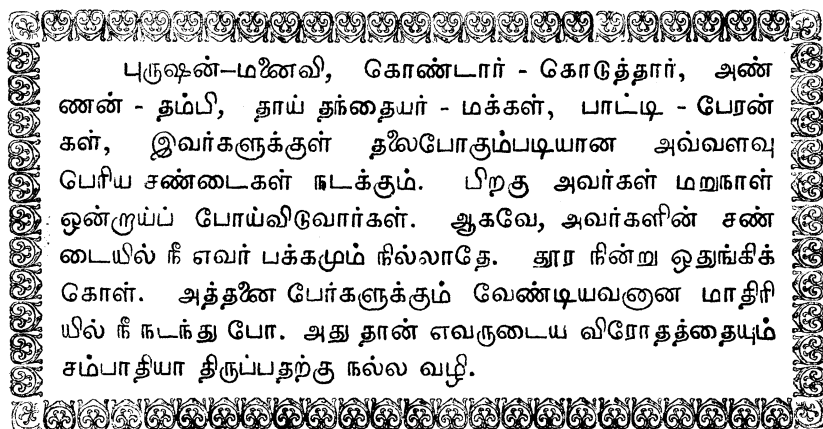 புருஷன்–மனைவி, கொண்டார் - கொடுத்தார், அண்
ணன் - தம்பி, தாய் தந்தையர் - மக்கள், பாட்டி - பேரன்
கள், இவர்களுக்குள் தலைபோகும்படியான அவ்வளவு
பெரிய சண்டைகள் நடக்கும். பிறகு அவர்கள் மறுநாள்
ஒன்றாய்ப் போய்விடுவார்கள். ஆகவே, அவர்களின் சண்
டையில் நீ எவர் பக்கமும் நில்லாதே. தூர நின்று ஒதுங்கிக்
கொள். அத்தனை பேர்களுக்கும் வேண்டியவனான மாதிரி
யில் நீ நடந்து போ. அது தான் எவருடைய விரோதத்தையும்
சம்பாதியா திருப்பதற்கு நல்ல வழி.